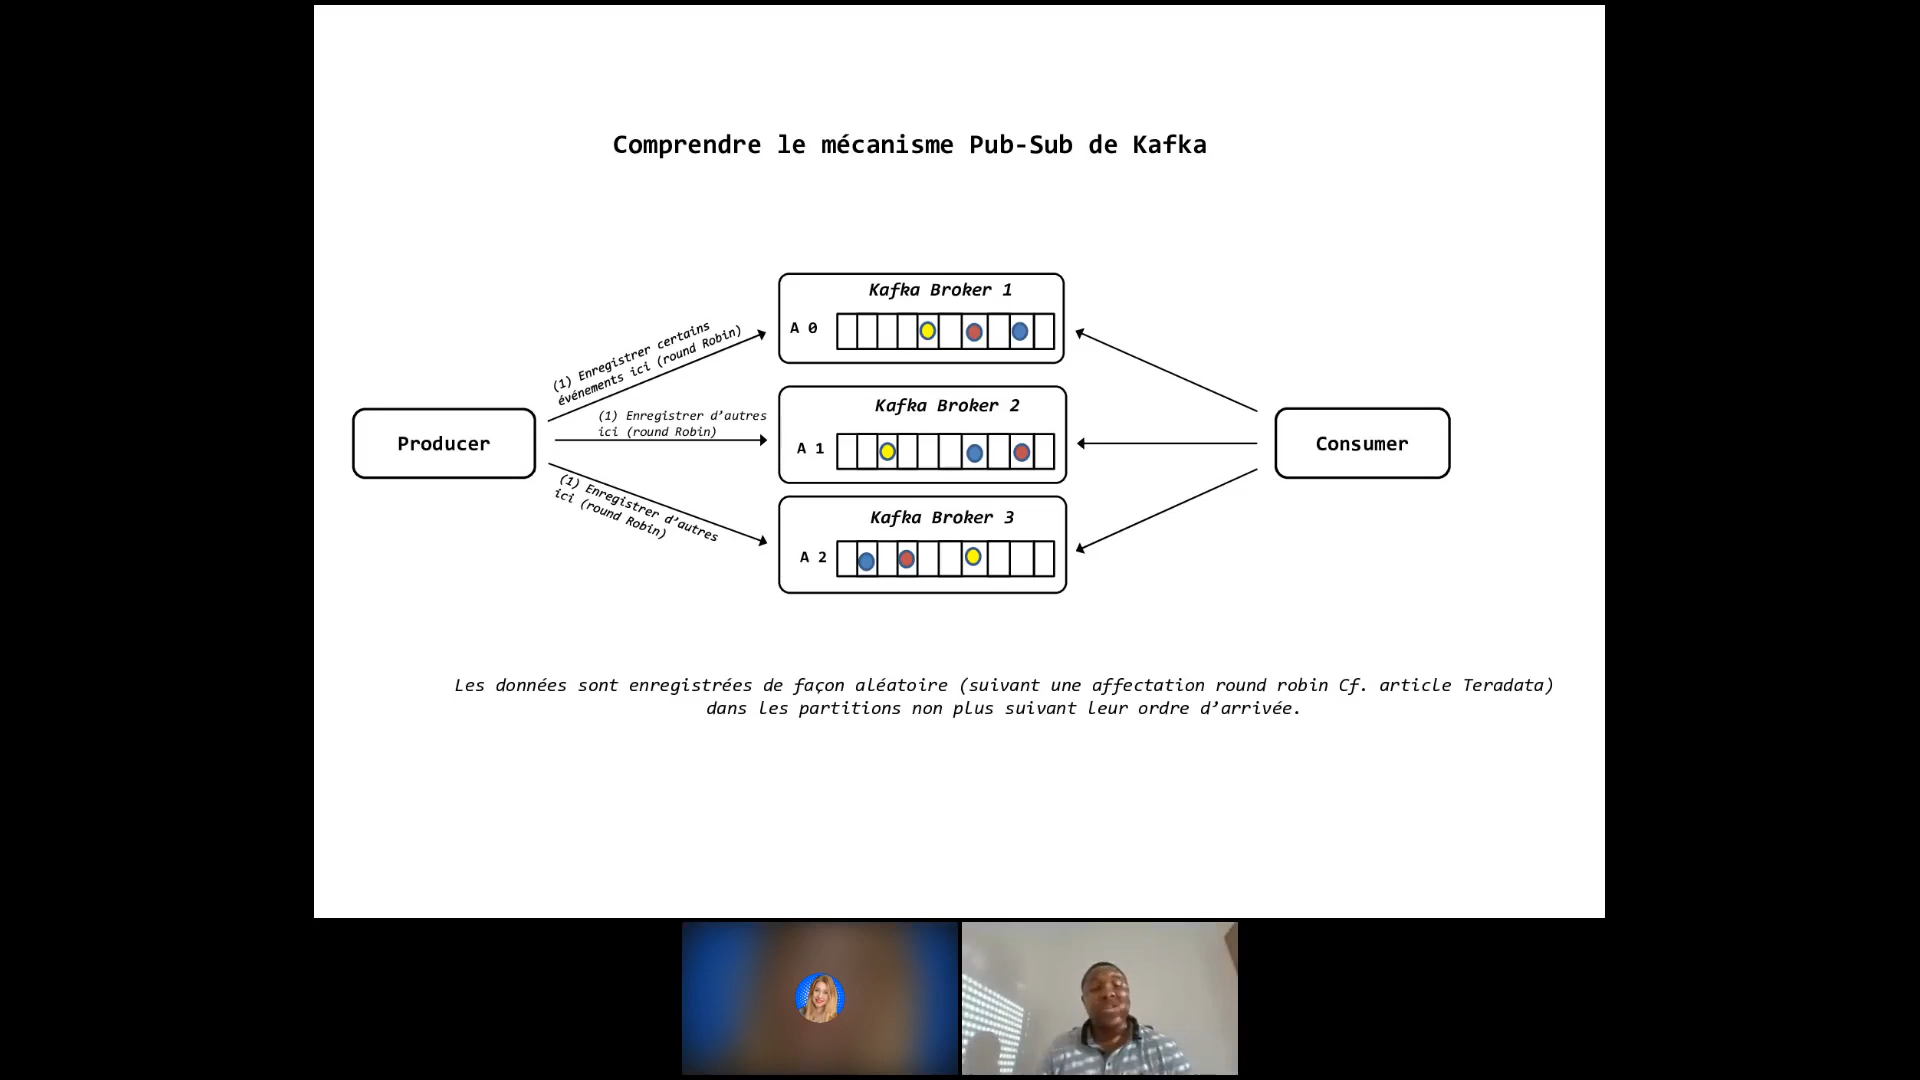 Comprendre le mécanisme Pub-Sub de Kafka
Kafka Broker 1
A 0
(1) Enregistrer certains
événements ici (round Robin)
Kafka Broker 2
(1) Enregistrer d’autres
ici (round Robin)
A 1
Producer
Consumer
(1) Enregistrer d’autres
ici (round Robin)
Kafka Broker 3
A 2
Les données sont enregistrées de façon aléatoire (suivant une affectation round robin Cf. article Teradata)
dans les partitions non plus suivant leur ordre d’arrivée.